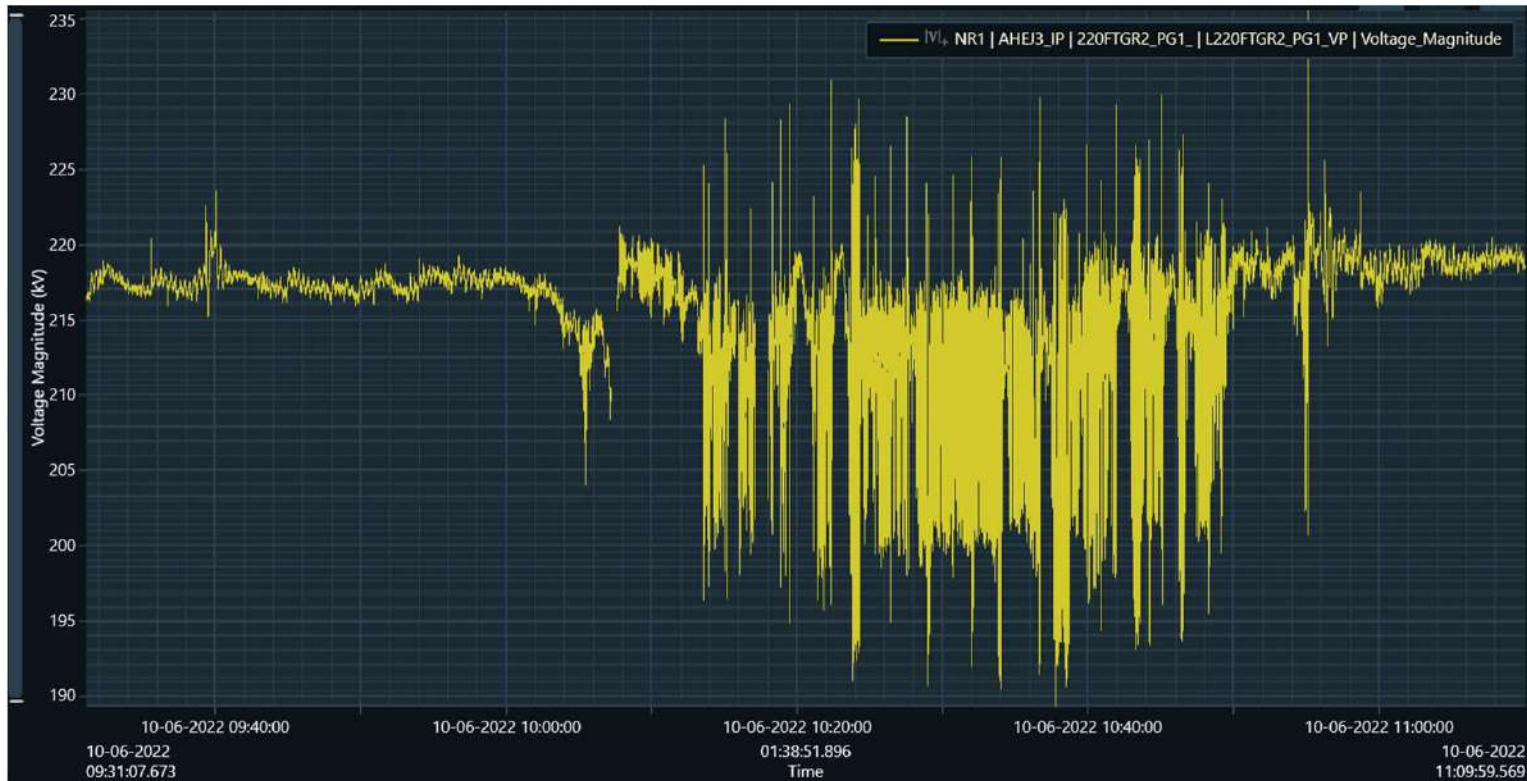 235
|V|₊ NR1 | AHEJ3_IP | 220FTGR2_PG1_ | L220FTGR2_PG1_VP | Voltage_Magnitude
230
225
220
215
210
205
200
195
190
Voltage Magnitude (kV)
10-06-2022 09:40:00 10-06-2022 10:00:00 10-06-2022 10:20:00 10-06-2022 10:40:00 10-06-2022 11:00:00
10-06-2022 01:38:51.896 10-06-2022
09:31:07.673 Time 11:09:59.569